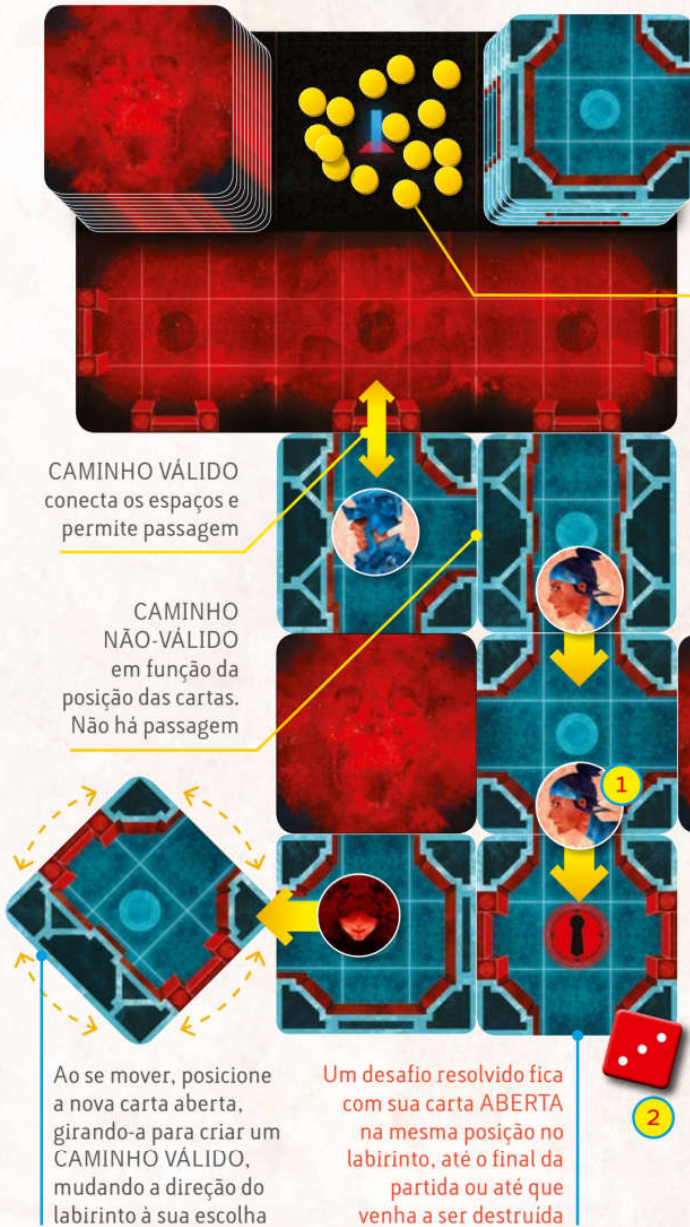 CAMINHO VÁLIDO
conecta os espaços e
permite passagem
CAMINHO
NÃO-VÁLIDO
em função da
posição das cartas.
Não há passagem
1
2
Ao se mover, posicione
a nova carta aberta,
girando-a para criar um
CAMINHO VÁLIDO,
mudando a direção do
labirinto à sua escolha
Um desafio resolvido fica
com sua carta ABERTA
na mesma posição no
labirinto, até o final da
partida ou até que
venha a ser destruída